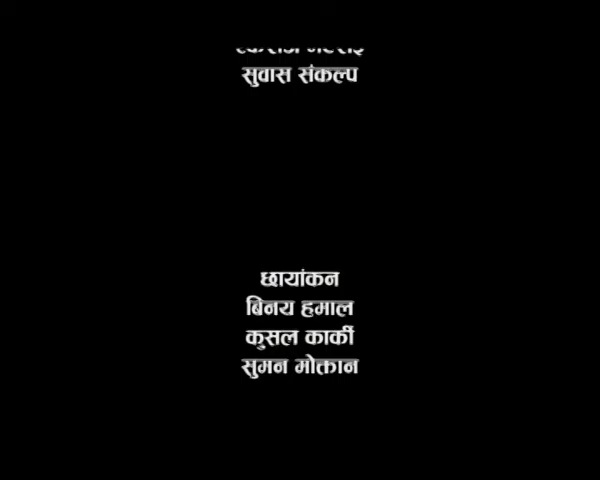 सुवास संकल्प
छायांकन
बिनय हमाल
कुसल कार्की
सुमन मोक्तान